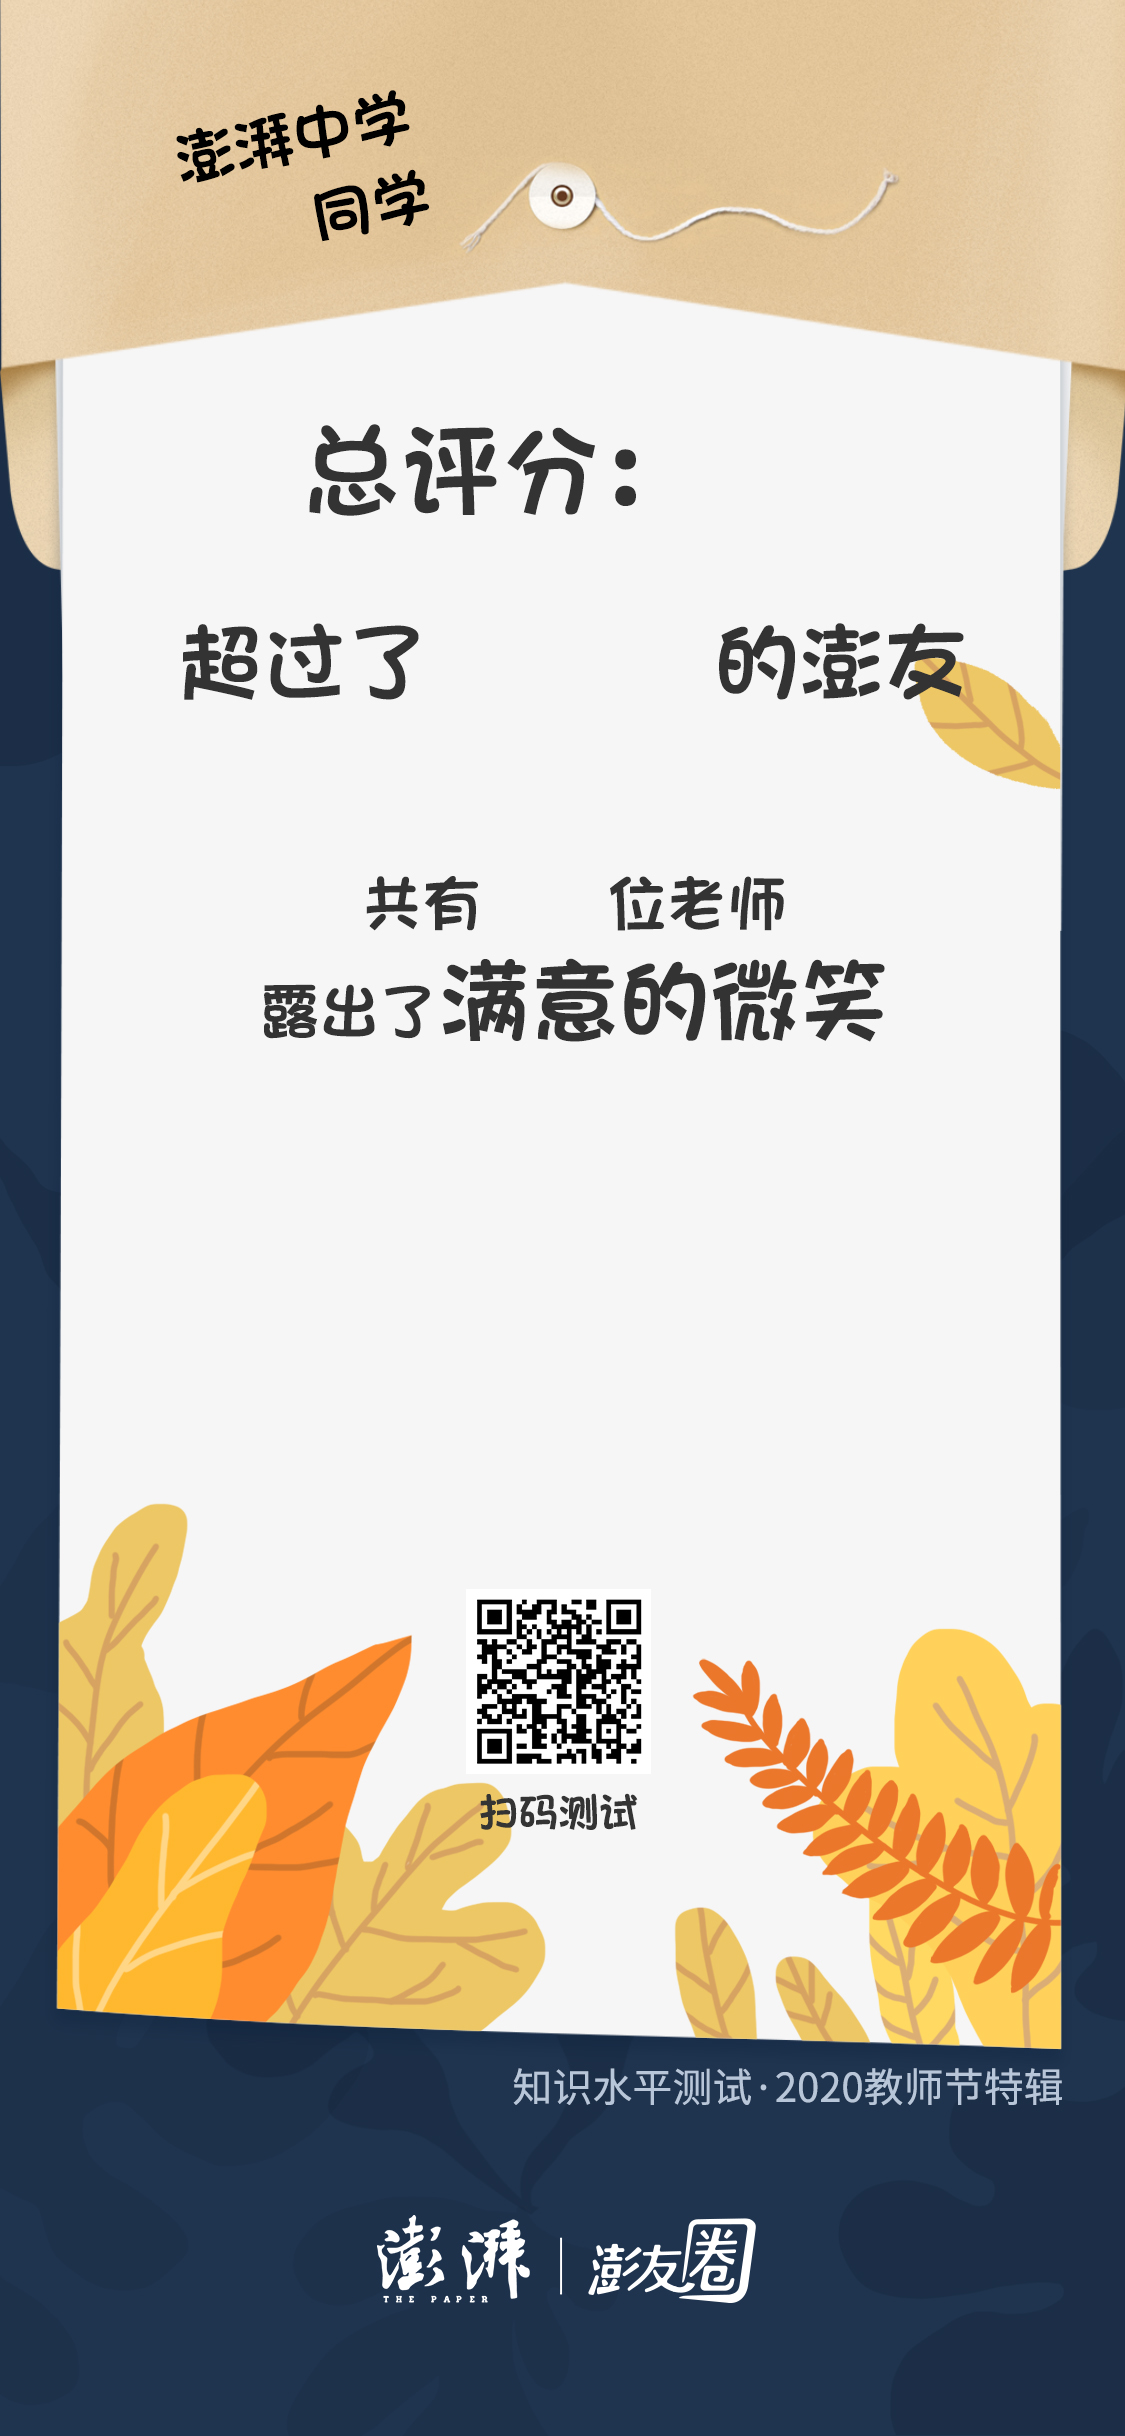 澎湃中学
同学
总评分：
超过了 的澎友
共有 位老师
露出了满意的微笑
扫码测试
知识水平测试·2020教师节特辑
澎湃 澎友圈
THE PAPER